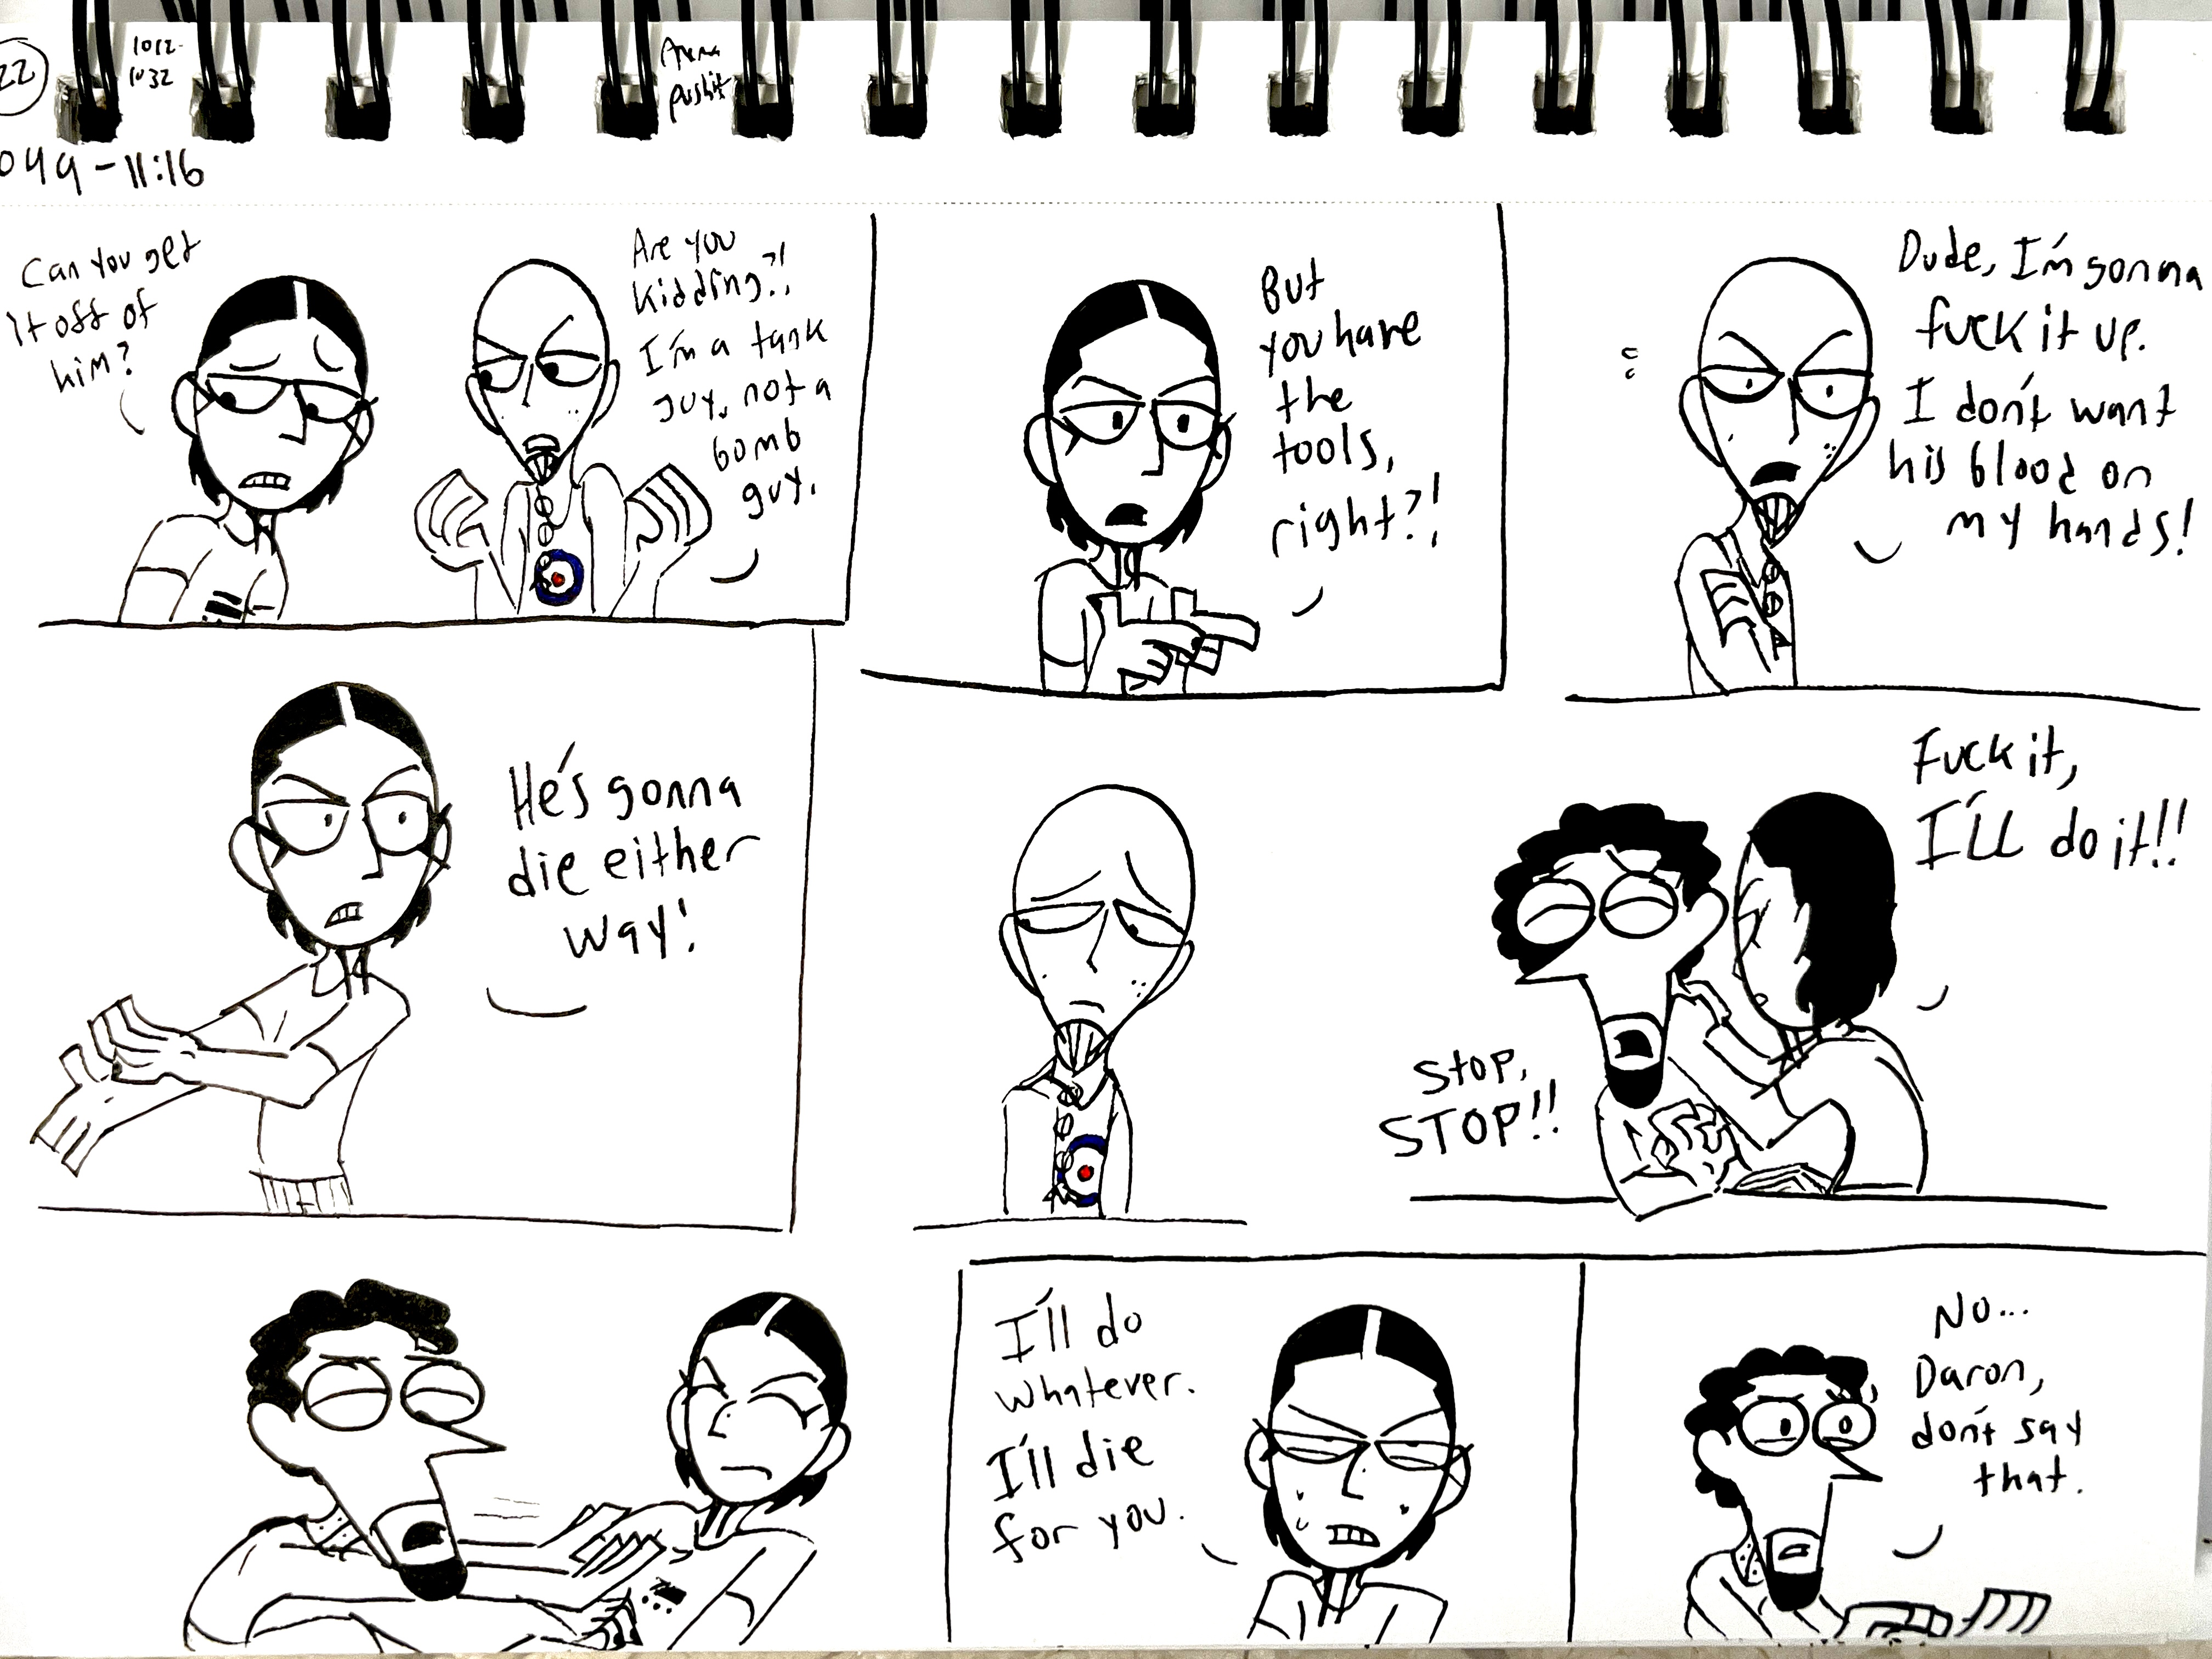 22
1012-
1032
049-11:16
Can you get
it off of
him?
Are you
kidding?!
I'm a tank
guy, not a
bomb
guy.
But
you have
the
tools,
right?!
Dude, I'm gonna
fuck it up.
I don't want
his blood on
my hands!
He's gonna
die either
way!
Fuck it,
I'LL do it!!
Stop,
STOP!!
I'll do
whatever.
I'll die
for you.
No...
Daron,
don't say
that.